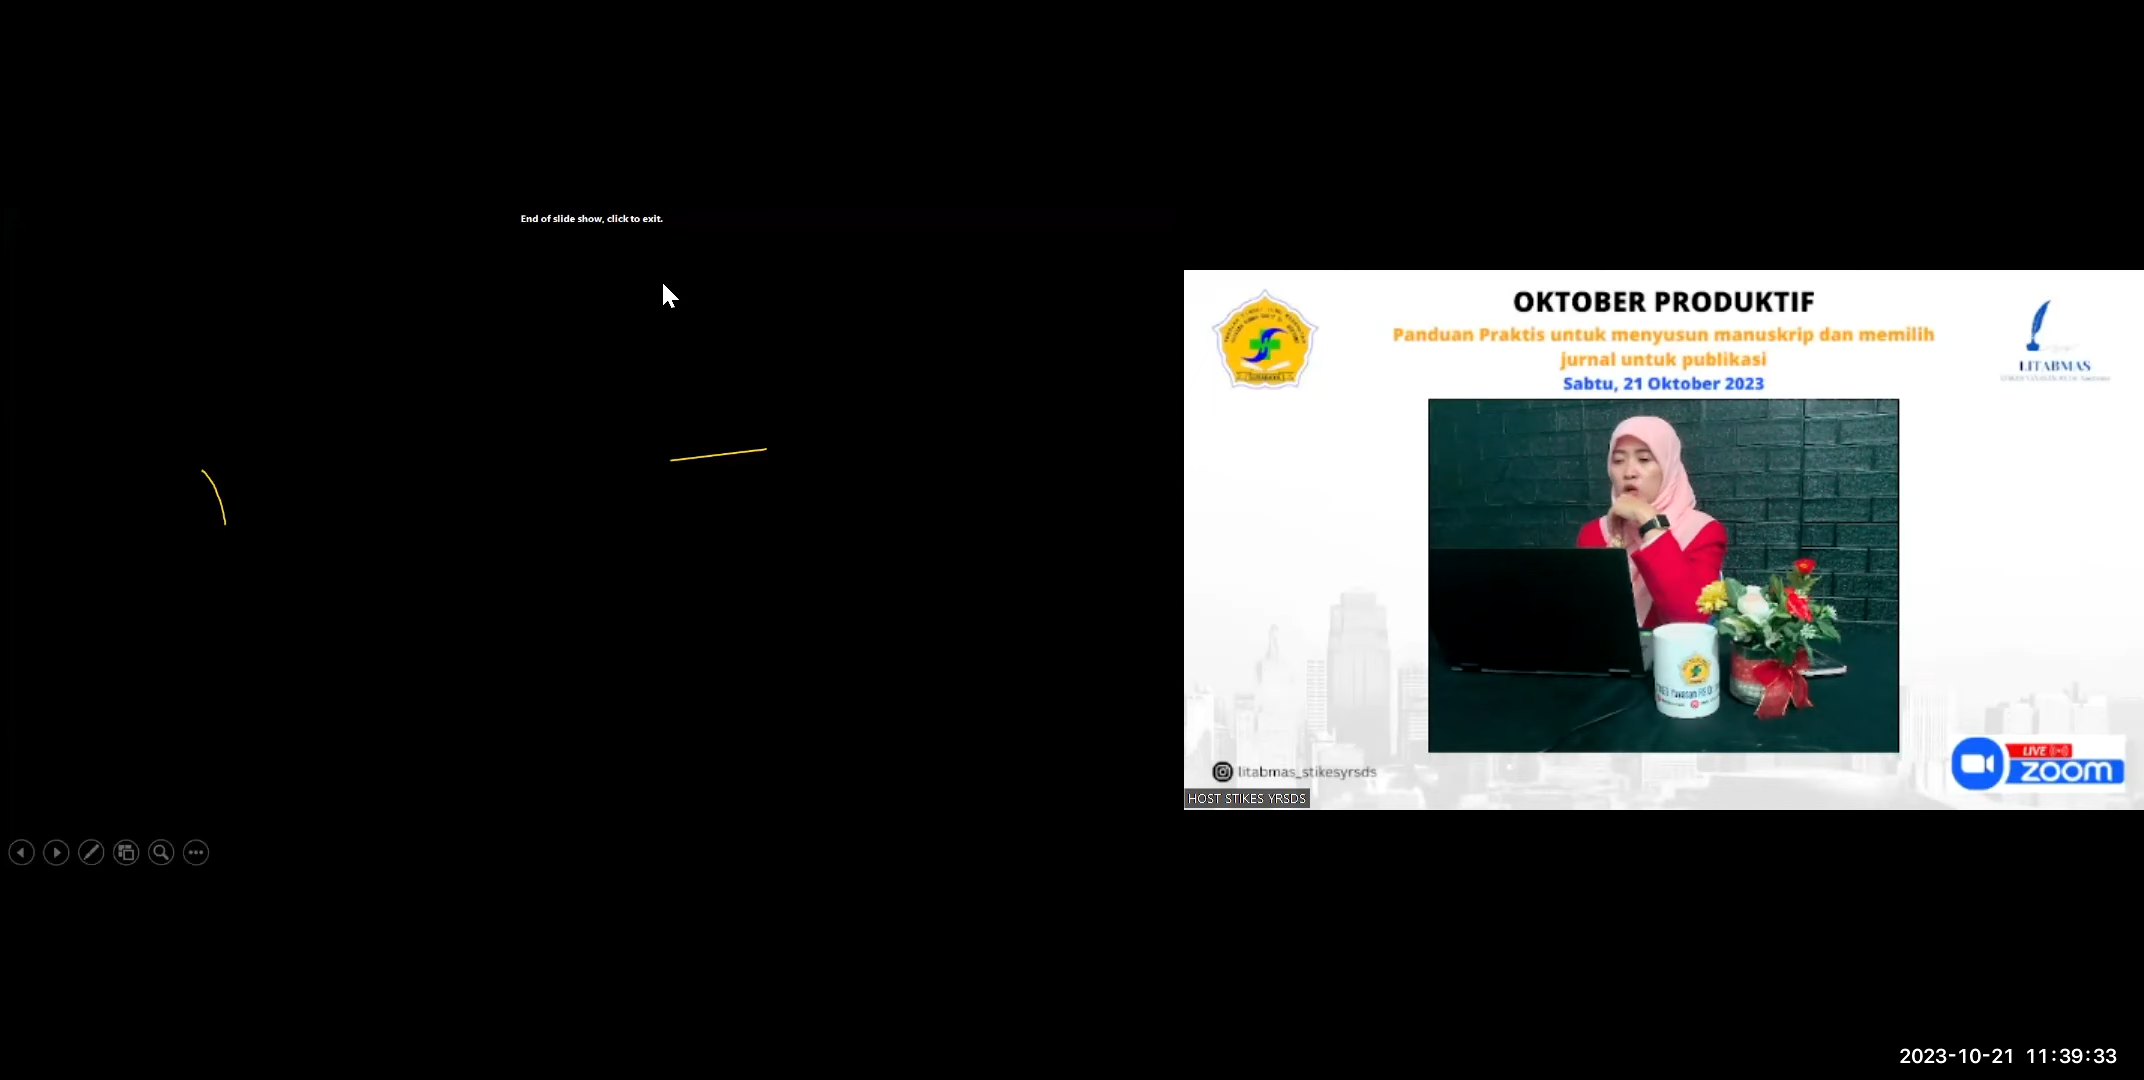 End of slide show, click to exit.
OKTOBER PRODUKTIF
Panduan Praktis untuk menyusun manuskrip dan memilih
jurnal untuk publikasi
Sabtu, 21 Oktober 2023
LITABMAS
LIVE
zoom
litabmas_stikesyrsds
HOST STIKES YRSDS
2023-10-21 11:39:33